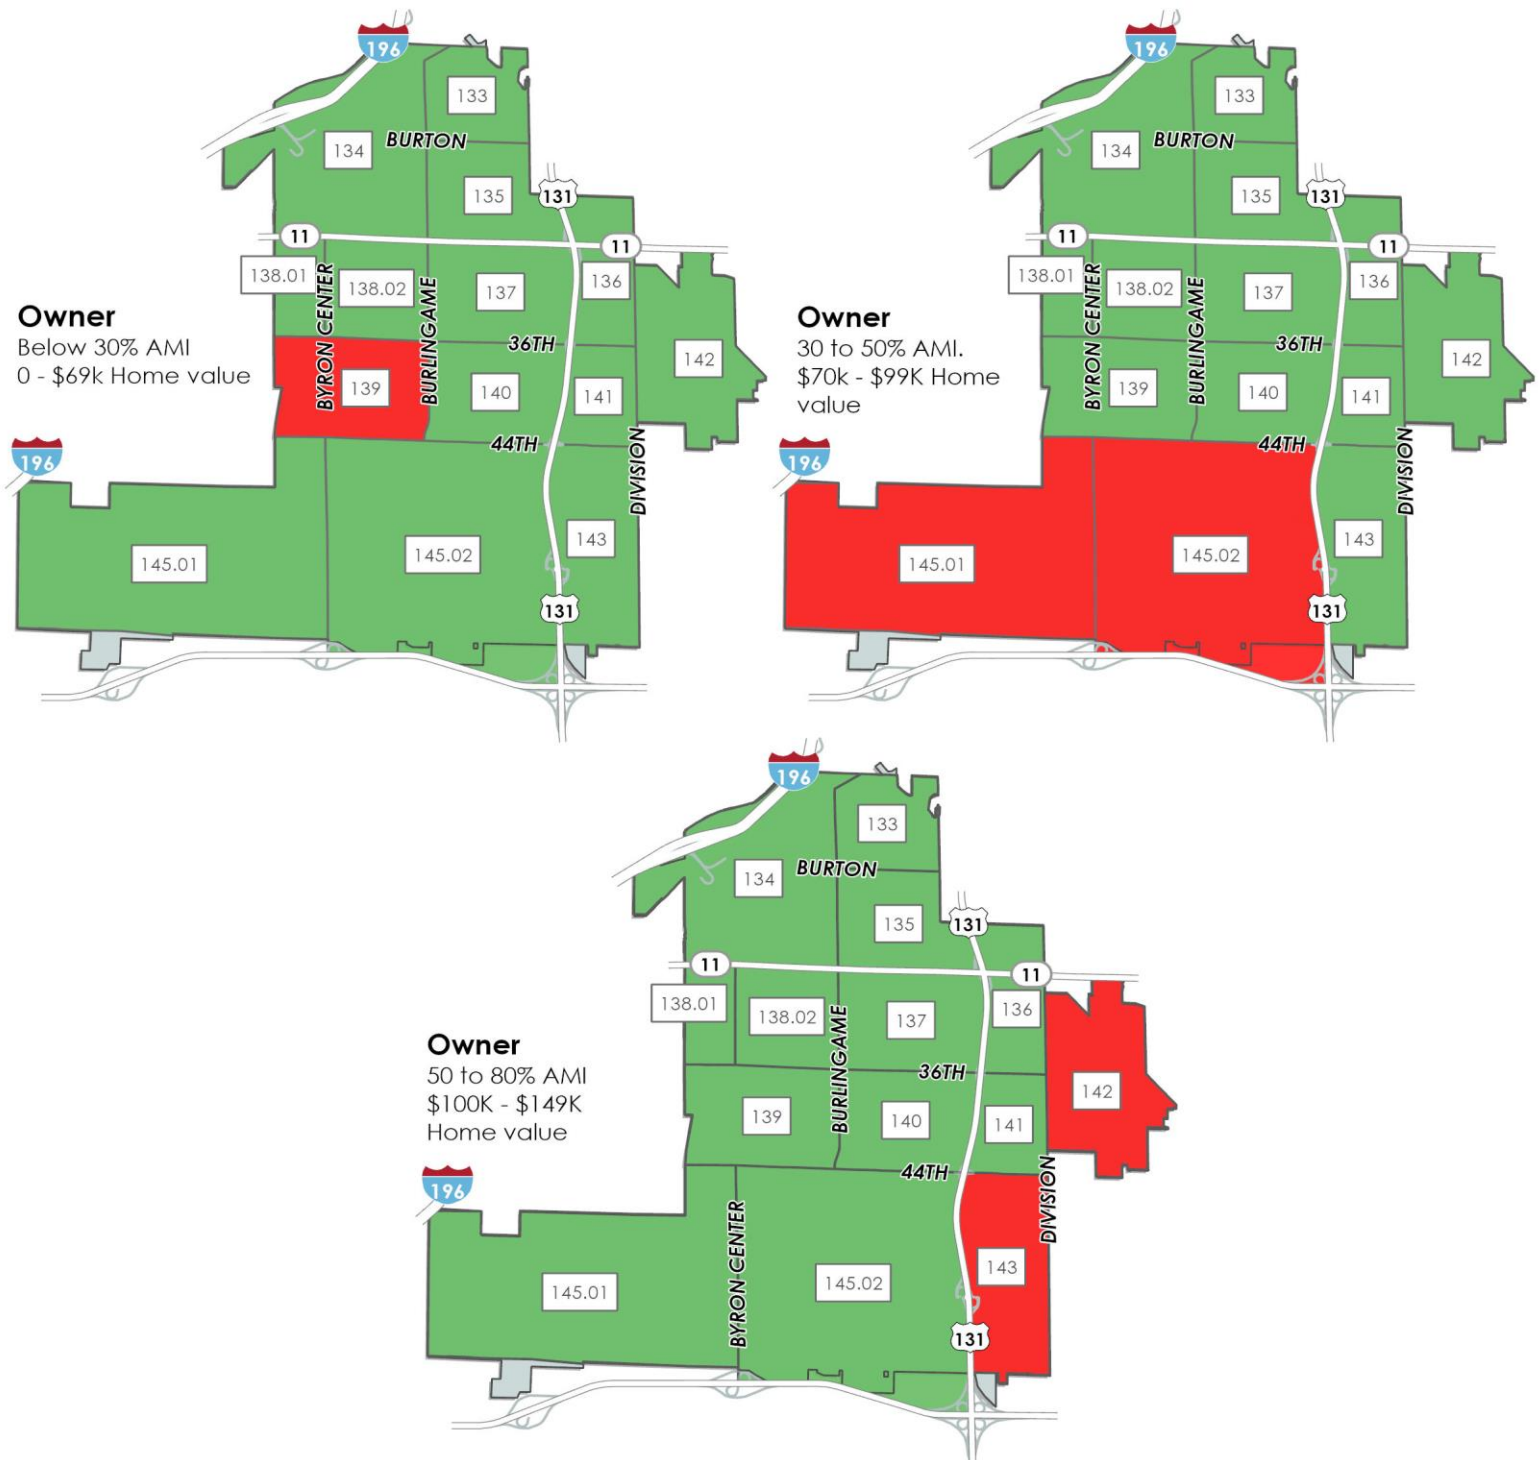 196
133
BURTON
134
135
131
11
11
138.01
BYRON CENTER
138.02
BURLINGAME
137
136
Owner
Below 30% AMI
0 - $69k Home value
36TH
142
139
140
141
44TH
DIVISION
196
145.01
145.02
143
131
196
133
BURTON
134
135
131
11
11
138.01
BYRON CENTER
138.02
BURLINGAME
137
136
Owner
30 to 50% AMI.
$70k - $99K Home
value
36TH
142
139
140
141
44TH
DIVISION
196
145.01
145.02
143
131
196
133
BURTON
134
135
131
11
11
138.01
138.02
BURLINGAME
137
136
Owner
50 to 80% AMI
$100K - $149K
Home value
36TH
142
139
140
141
44TH
DIVISION
196
BYRON CENTER
145.01
145.02
143
131